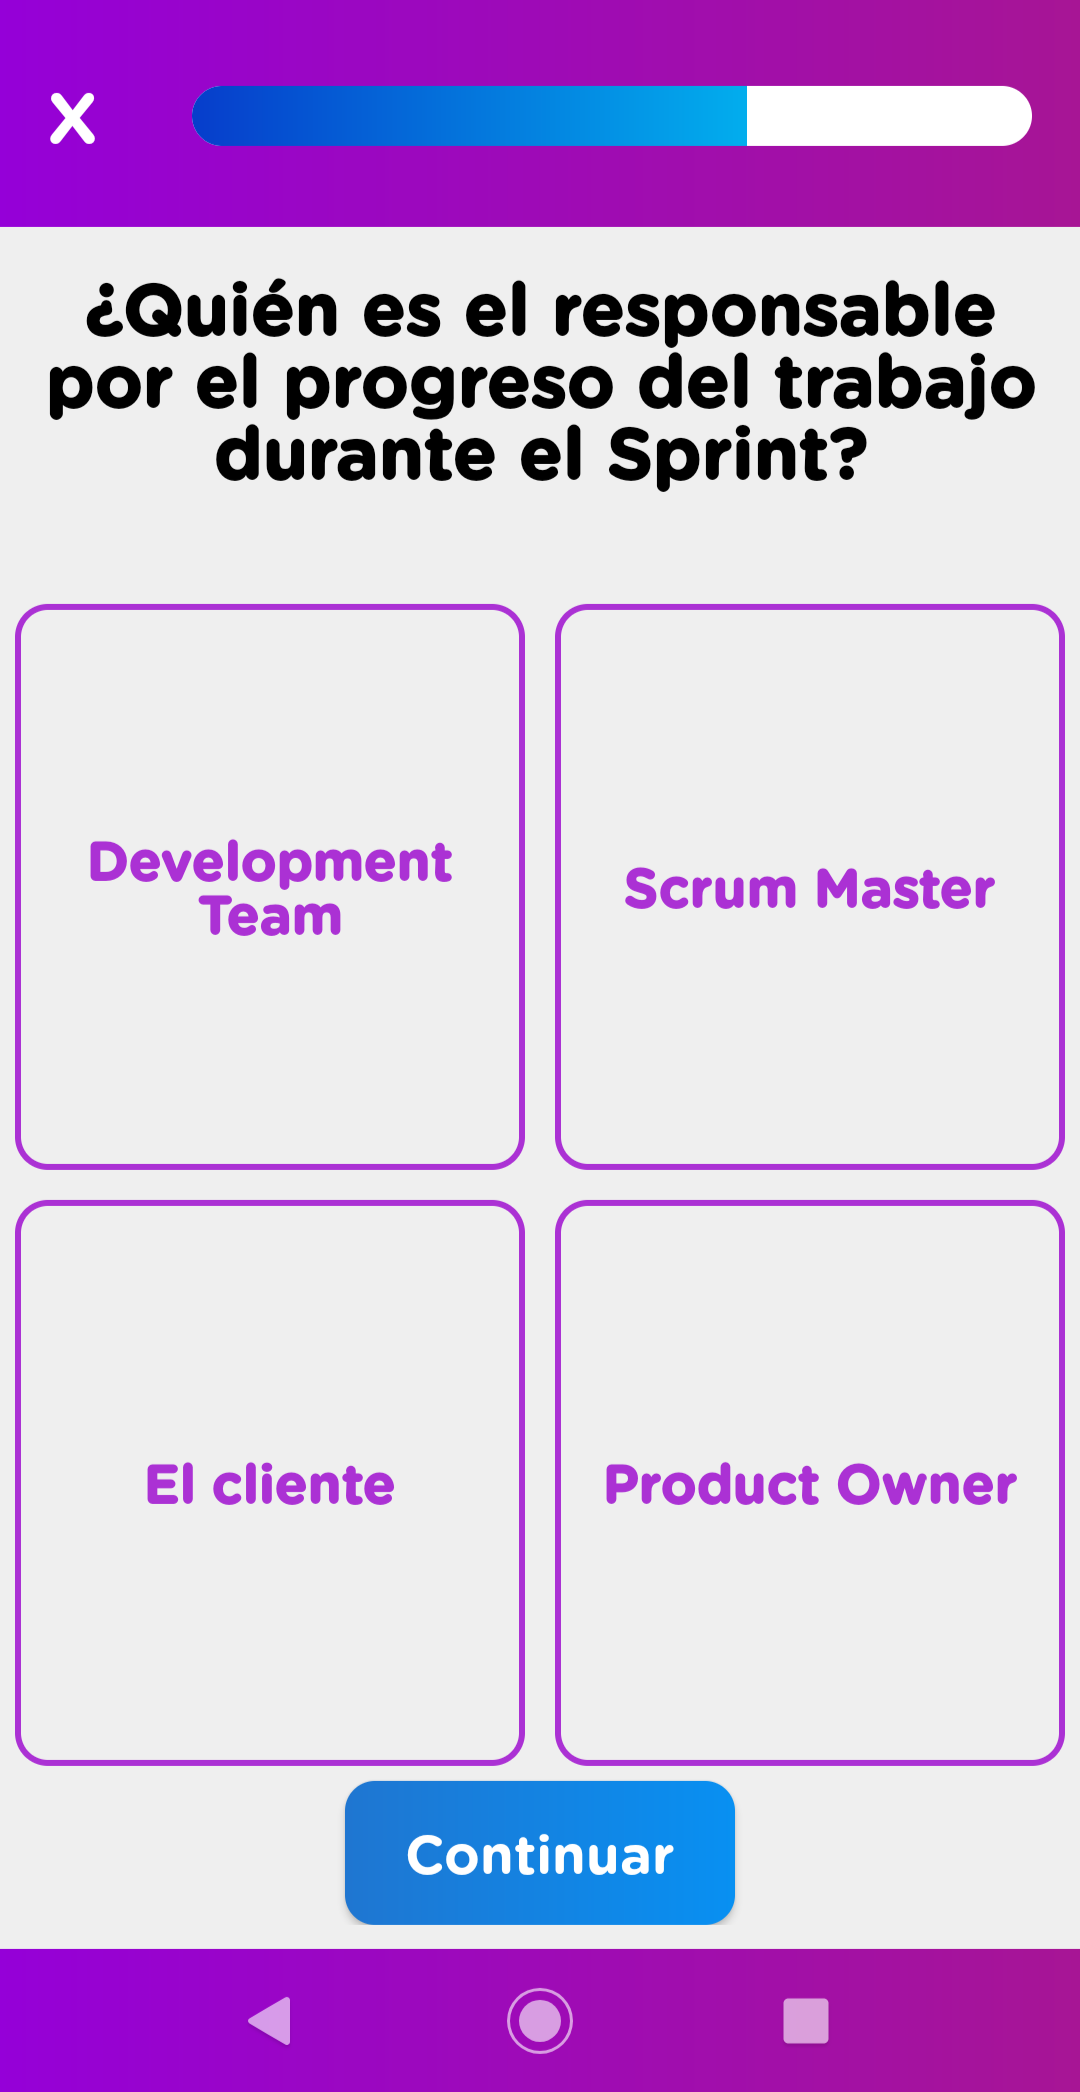 X
¿Quién es el responsable
por el progreso del trabajo
durante el Sprint?
Development
Team
Scrum Master
El cliente
Product Owner
Continuar